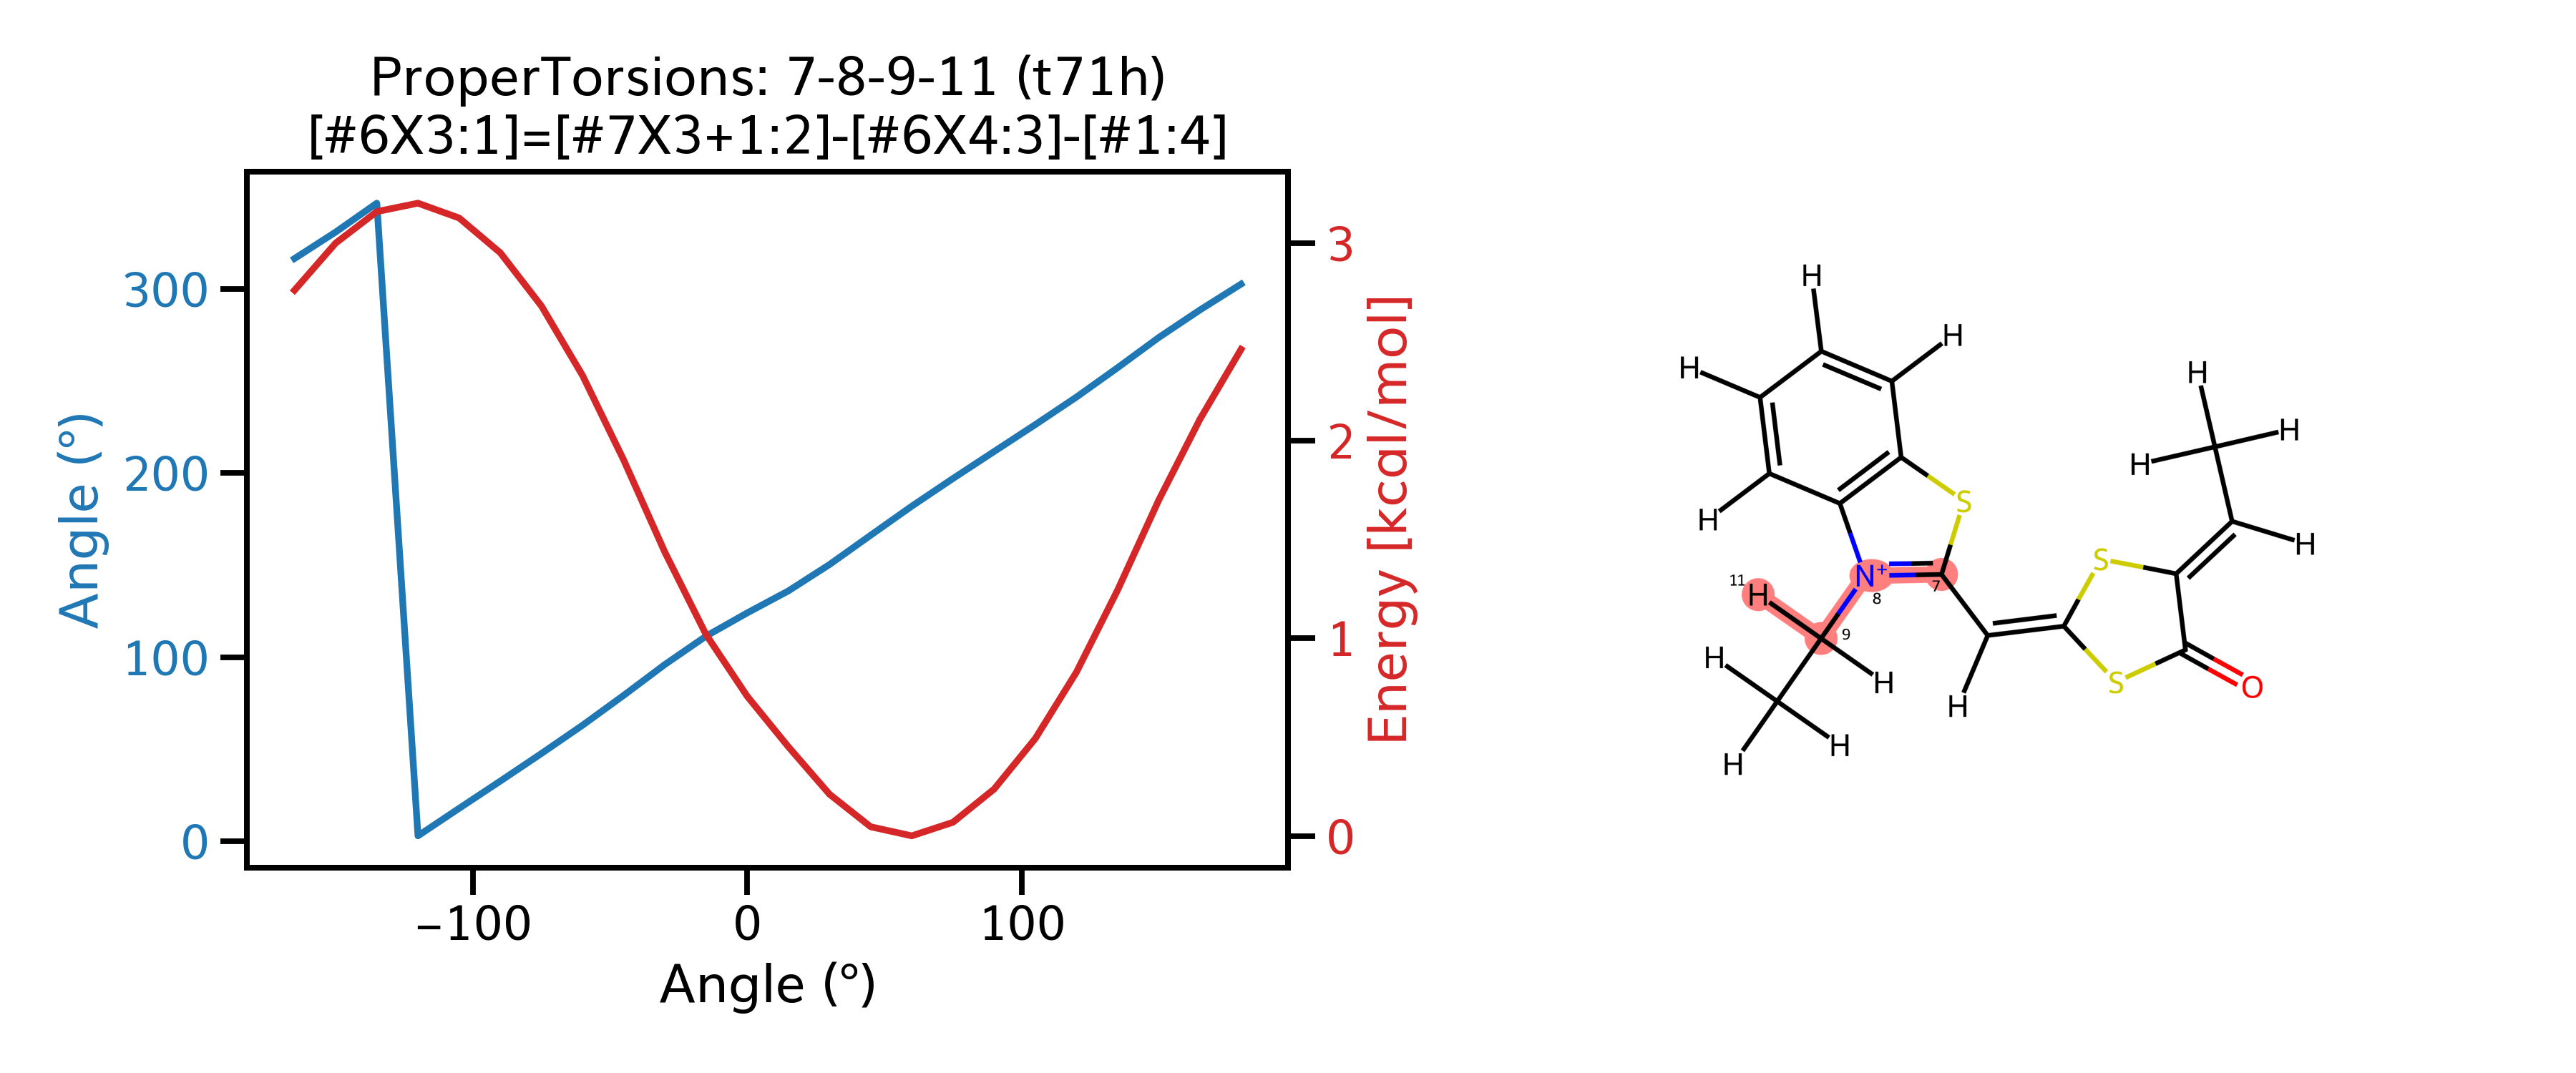 ProperTorsions: 7-8-9-11 (t71h)
[#6X3:1]=[#7X3+1:2]-[#6X4:3]-[#1:4]
300
200
100
0
Angle (°)
3
2
1
0
Energy [kcal/mol]
−100
0
100
Angle (°)
H
H
H
H
H
H
H
S
H
S
11
H
N+
8
7
9
H
H
S
O
H
H
H